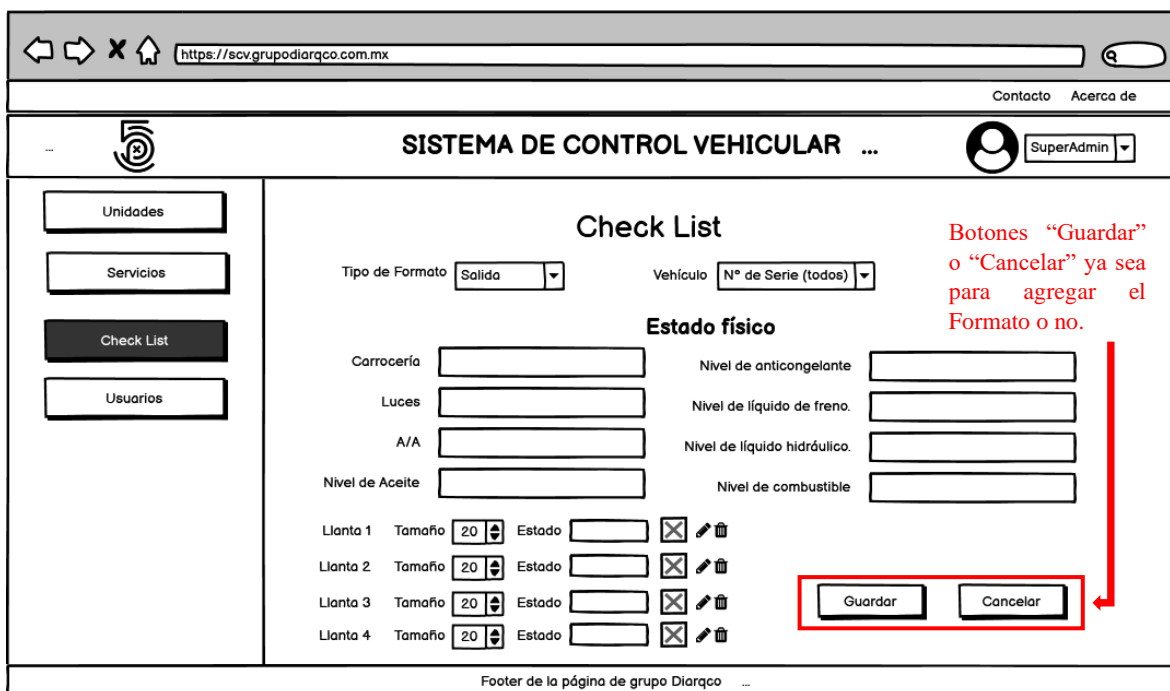 https://scv.grupodiarqco.com.mx
Contacto Acerca de
... SISTEMA DE CONTROL VEHICULAR ... SuperAdmin
Unidades
Servicios
Check List
Usuarios
Check List
Tipo de Formato Salida Vehículo Nº de Serie (todos)
Botones “Guardar”
o “Cancelar” ya sea
para agregar el
Formato o no.
Estado físico
Carrocería Nivel de anticongelante
Luces Nivel de líquido de freno.
A/A Nivel de líquido hidráulico.
Nivel de Aceite Nivel de combustible
Llanta 1 Tamaño 20 Estado
Llanta 2 Tamaño 20 Estado
Llanta 3 Tamaño 20 Estado
Llanta 4 Tamaño 20 Estado
Guardar Cancelar
Footer de la página de grupo Diarqco ...